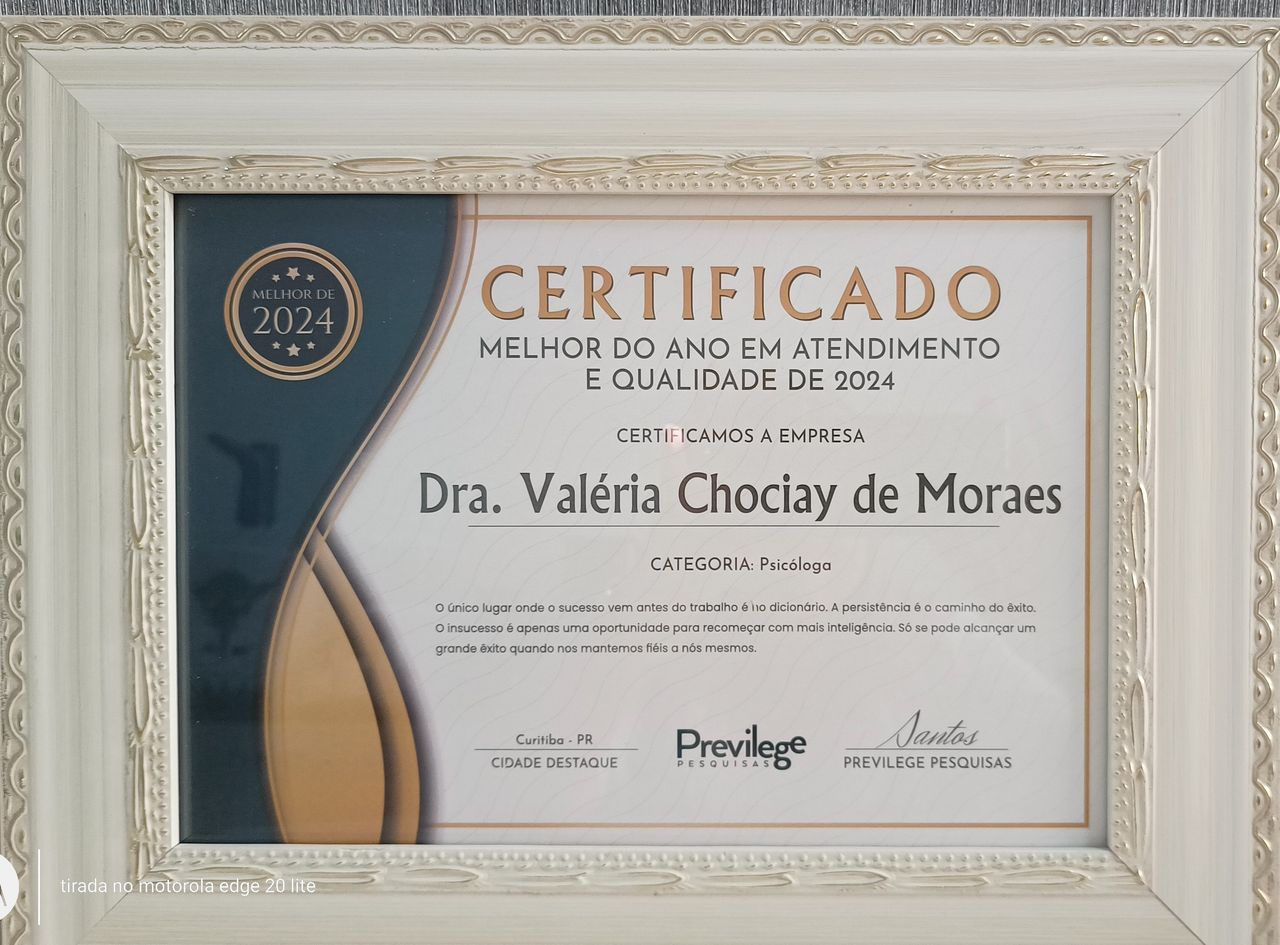 MELHOR DE
2024
CERTIFICADO
MELHOR DO ANO EM ATENDIMENTO
E QUALIDADE DE 2024
CERTIFICAMOS A EMPRESA
Dra. Valéria Chociay de Moraes
CATEGORIA: Psicóloga
O único lugar onde o sucesso vem antes do trabalho é no dicionário. A persistência é o caminho do êxito.
O insucesso é apenas uma oportunidade para recomeçar com mais inteligência. Só se pode alcançar um
grande êxito quando nos mantemos fiéis a nós mesmos.
Curitiba - PR
CIDADE DESTAQUE
Previlege
PESQUISAS
Santos
PREVILEGE PESQUISAS
tirada no motorola edge 20 lite